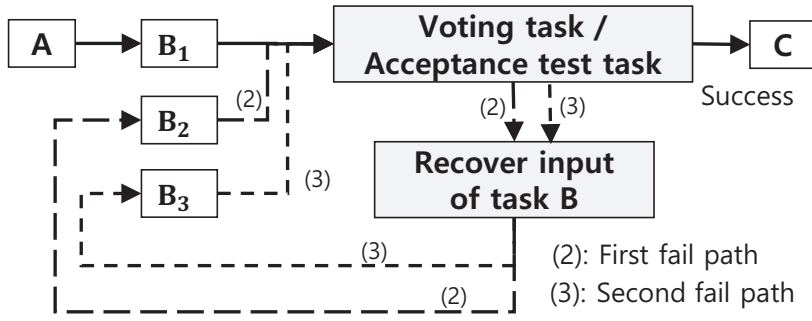 A
B₁
Voting task /
Acceptance test task
C
Success
(2)
B₂
(2)
(3)
Recover input
of task B
B₃
(3)
(3)
(2)
(2): First fail path
(3): Second fail path